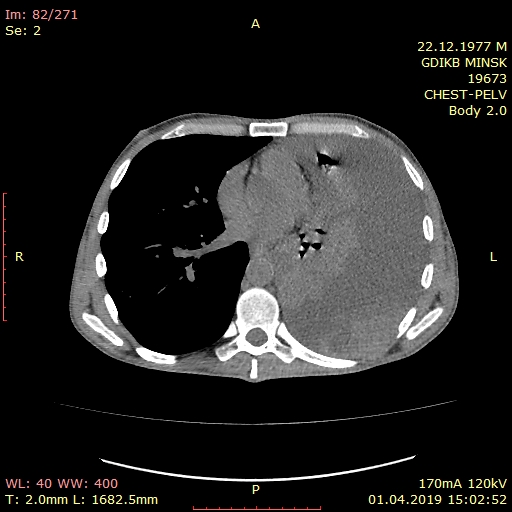 Im: 82/271
Se: 2
A
22.12.1977 M
GDIKB MINSK
19673
CHEST-PELV
Body 2.0
R
L
WL: 40 WW: 400
T: 2.0mm L: 1682.5mm
P
170mA 120kV
01.04.2019 15:02:52